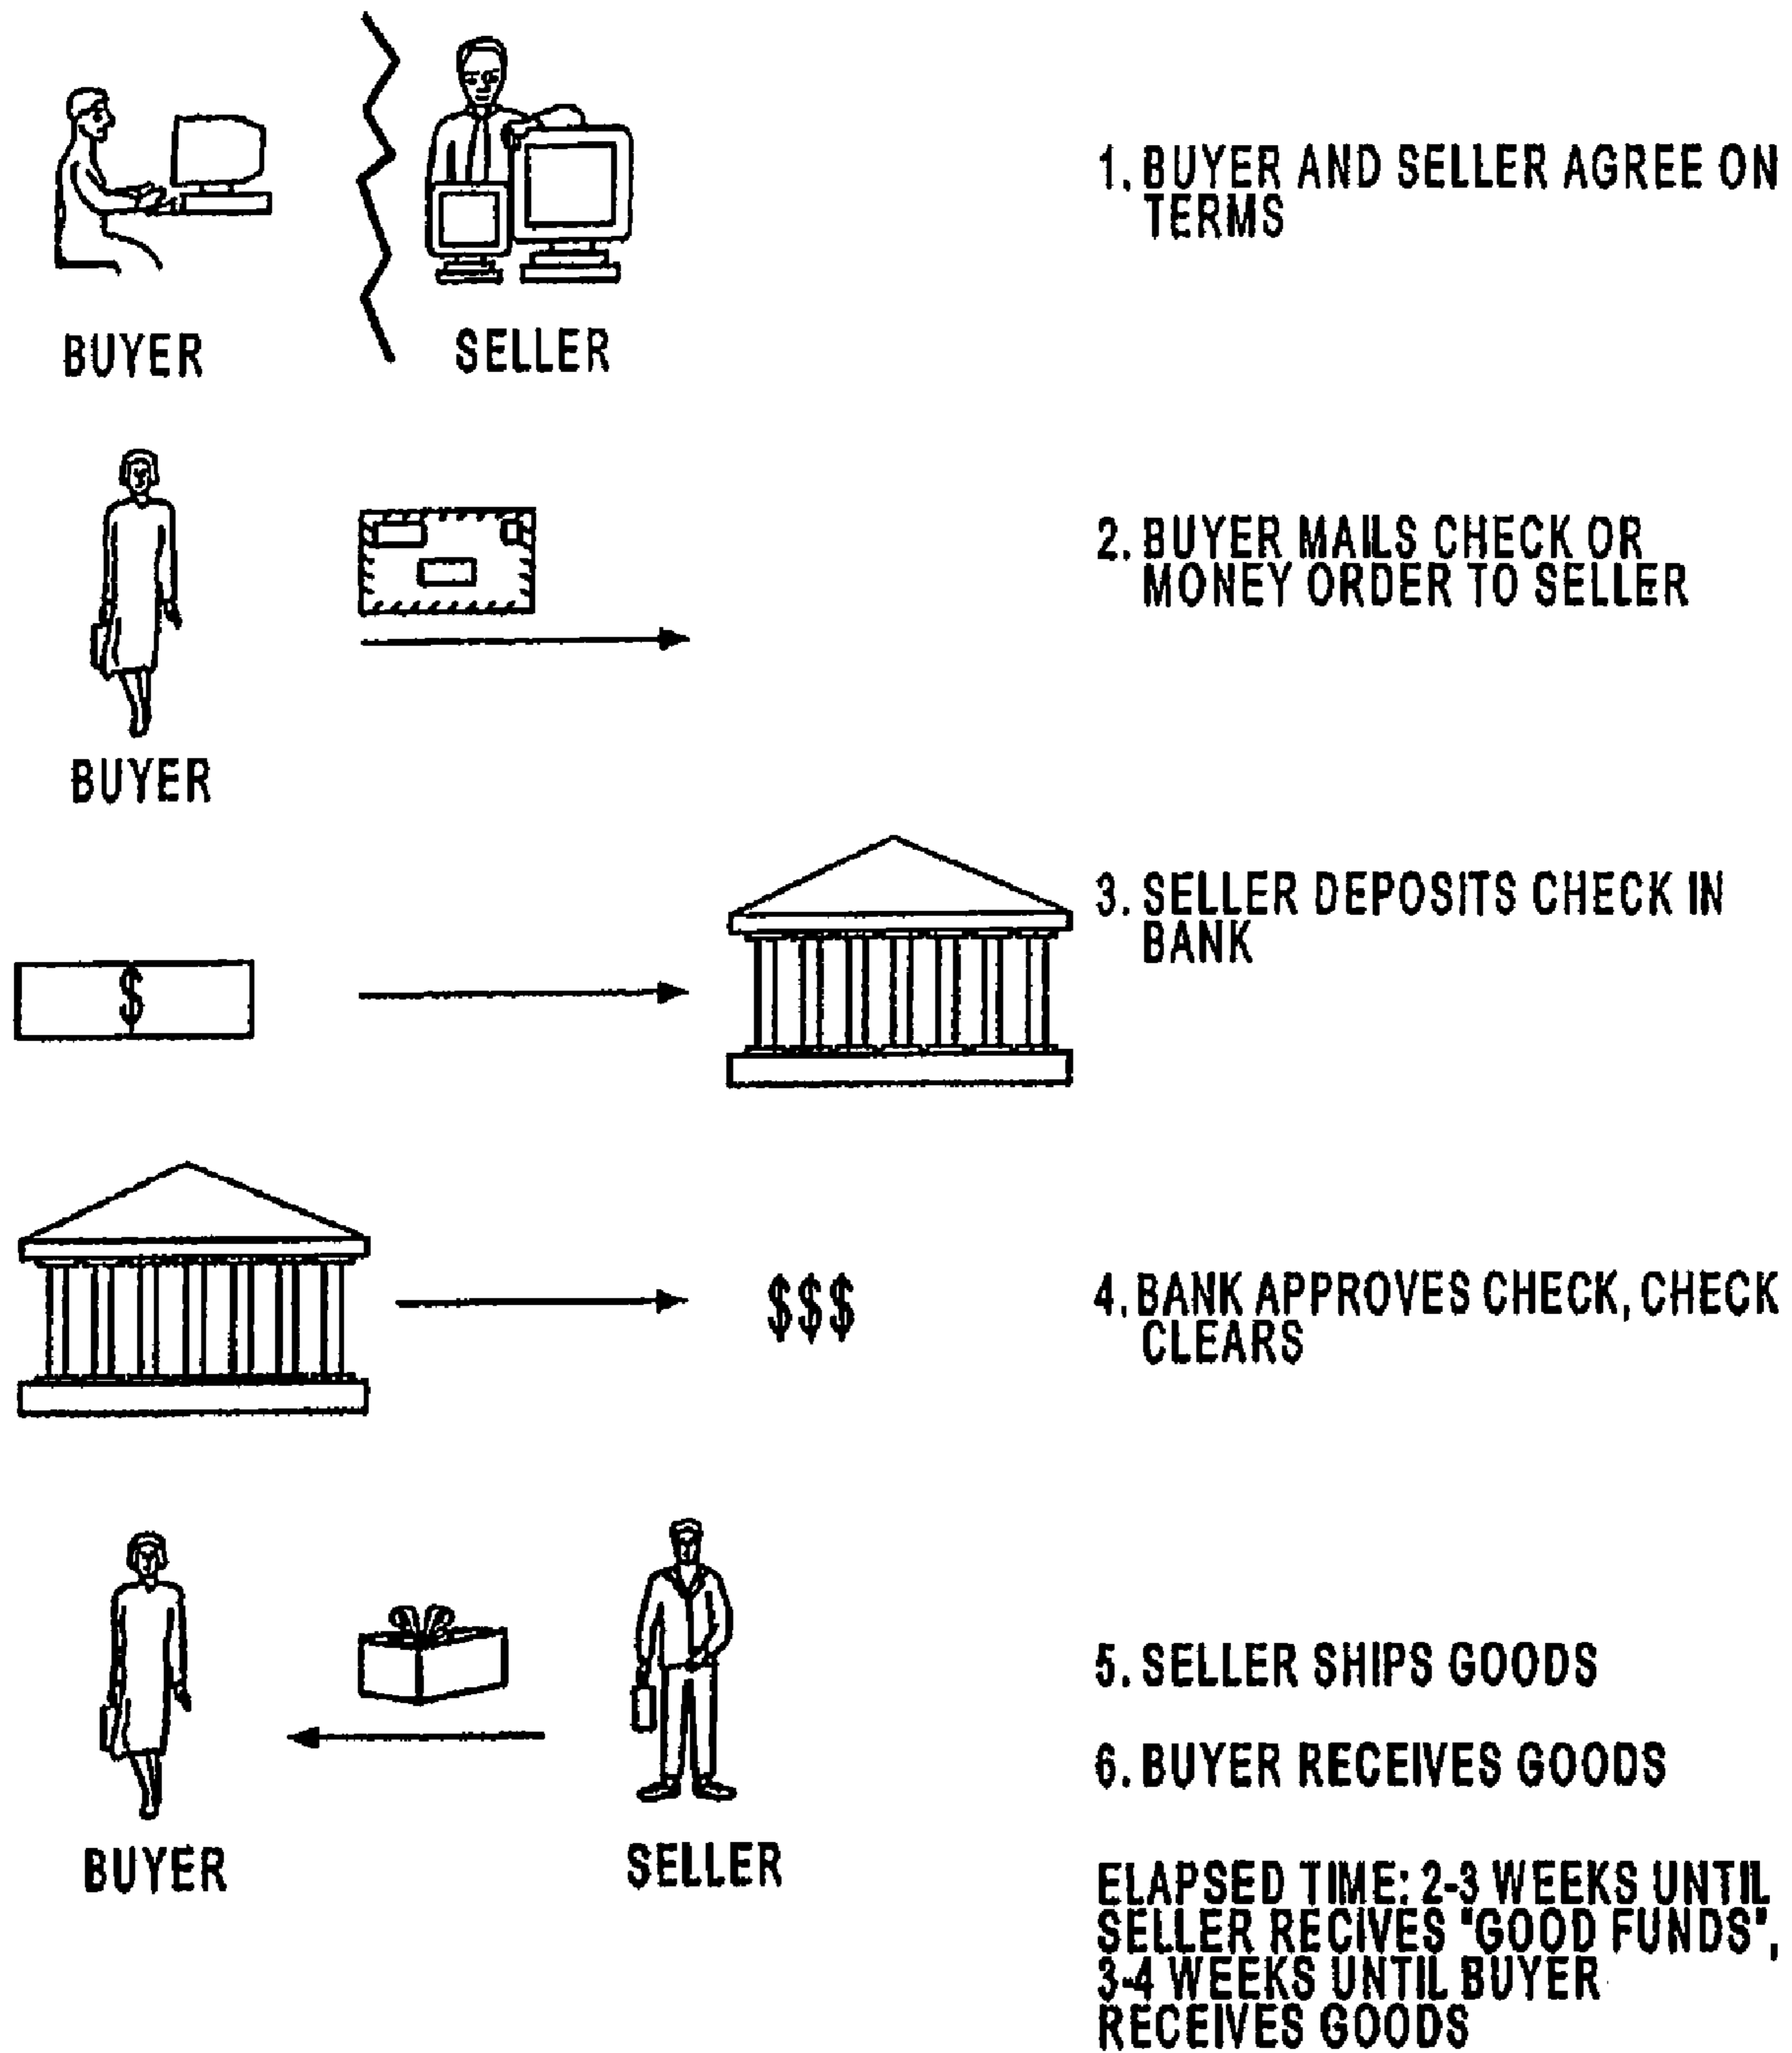 BUYER
SELLER
1. BUYER AND SELLER AGREE ON
TERMS
BUYER
2. BUYER MAILS CHECK OR
MONEY ORDER TO SELLER
$
3. SELLER DEPOSITS CHECK IN
BANK
$$$
4. BANK APPROVES CHECK, CHECK
CLEARS
BUYER
SELLER
5. SELLER SHIPS GOODS
6. BUYER RECEIVES GOODS
ELAPSED TIME: 2-3 WEEKS UNTIL
SELLER RECIVES "GOOD FUNDS",
3-4 WEEKS UNTIL BUYER
RECEIVES GOODS